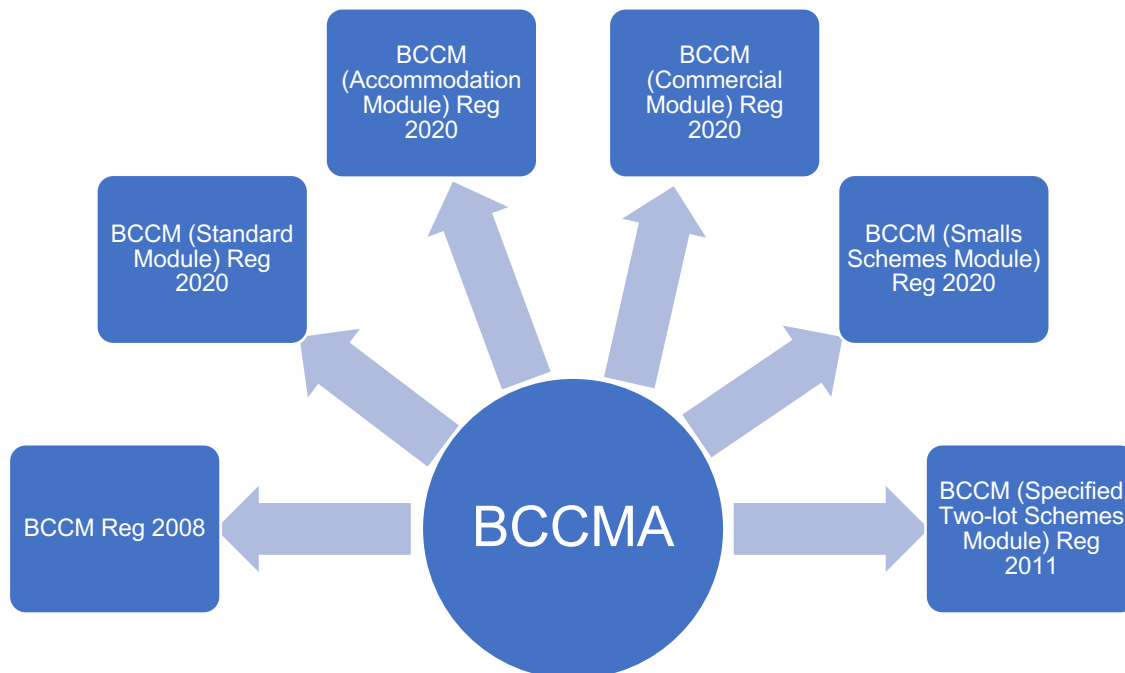 BCCM
(Accommodation
Module) Reg
2020
BCCM
(Commercial
Module) Reg
2020
BCCM (Standard
Module) Reg
2020
BCCM (Smalls
Schemes Module)
Reg 2020
BCCM Reg 2008
BCCMA
BCCM (Specified
Two-lot Schemes
Module) Reg
2011